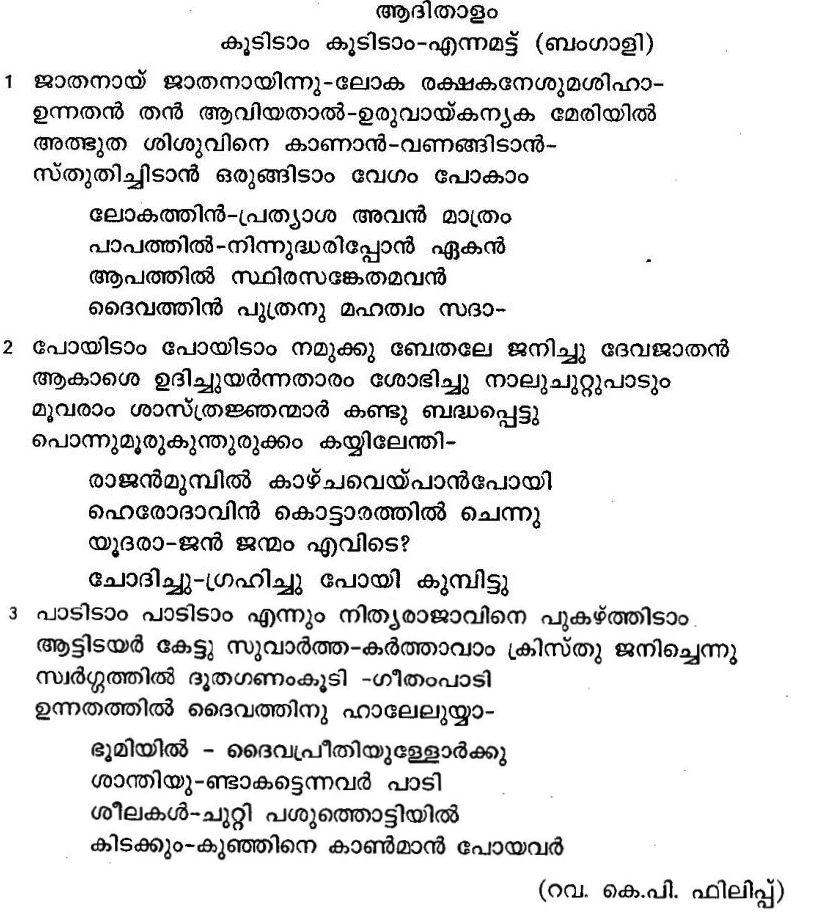 ആദിതാളം
കൂടിടാം കൂടിടാം-എന്നമട്ട് (ബംഗാളി)
1 ജാതനായ് ജാതനായിന്നു-ലോക രക്ഷകനേശുമശിഹാ-
ഉന്നതൻ തൻ ആവിയതാൽ-ഉരുവായ്കന്യക മേരിയിൽ
അത്ഭുത ശിശുവിനെ കാണാൻ-വണങ്ങിടാൻ-
സ്തുതിച്ചിടാൻ ഒരുങ്ങിടാം വേഗം പോകാം
ലോകത്തിൻ-പ്രത്യാശ അവൻ മാത്രം
പാപത്തിൽ-നിന്നുദ്ധരിപ്പോൻ ഏകൻ
ആപത്തിൽ സ്ഥിരസങ്കേതമവൻ
ദൈവത്തിൻ പുത്രനു മഹത്വം സദാ-
2 പോയിടാം പോയിടാം നമുക്കു ബേതലേ ജനിച്ചു ദേവജാതൻ
ആകാശെ ഉദിച്ചുയർന്നതാരം ശോഭിച്ചു നാലുചുറ്റുപാടും
മൂവരാം ശാസ്ത്രജ്ഞന്മാർ കണ്ടു ബദ്ധപ്പെട്ടു
പൊന്നുമൂരുകുന്തുരുക്കം കയ്യിലേന്തി-
രാജൻമുമ്പിൽ കാഴ്ചവെയ്പാൻപോയി
ഹെരോദാവിൻ കൊട്ടാരത്തിൽ ചെന്നു
യൂദരാ-ജൻ ജന്മം എവിടെ?
ചോദിച്ചു-ഗ്രഹിച്ചു പോയി കുമ്പിട്ടു
3 പാടിടാം പാടിടാം എന്നും നിത്യരാജാവിനെ പുകഴ്ത്തിടാം
ആട്ടിടയർ കേട്ടു സുവാർത്ത-കർത്താവാം ക്രിസ്തു ജനിച്ചെന്നു
സ്വർഗ്ഗത്തിൽ ദൂതഗണംകൂടി -ഗീതംപാടി
ഉന്നതത്തിൽ ദൈവത്തിനു ഹാലേലുയ്യാ-
ഭൂമിയിൽ - ദൈവപ്രീതിയുള്ളോർക്കു
ശാന്തിയു-ണ്ടാകട്ടെന്നവർ പാടി
ശീലകൾ-ചുറ്റി പശുത്തൊട്ടിയിൽ
കിടക്കും-കുഞ്ഞിനെ കാൺമാൻ പോയവർ
(റവ. കെ.പി. ഫിലിപ്പ്)